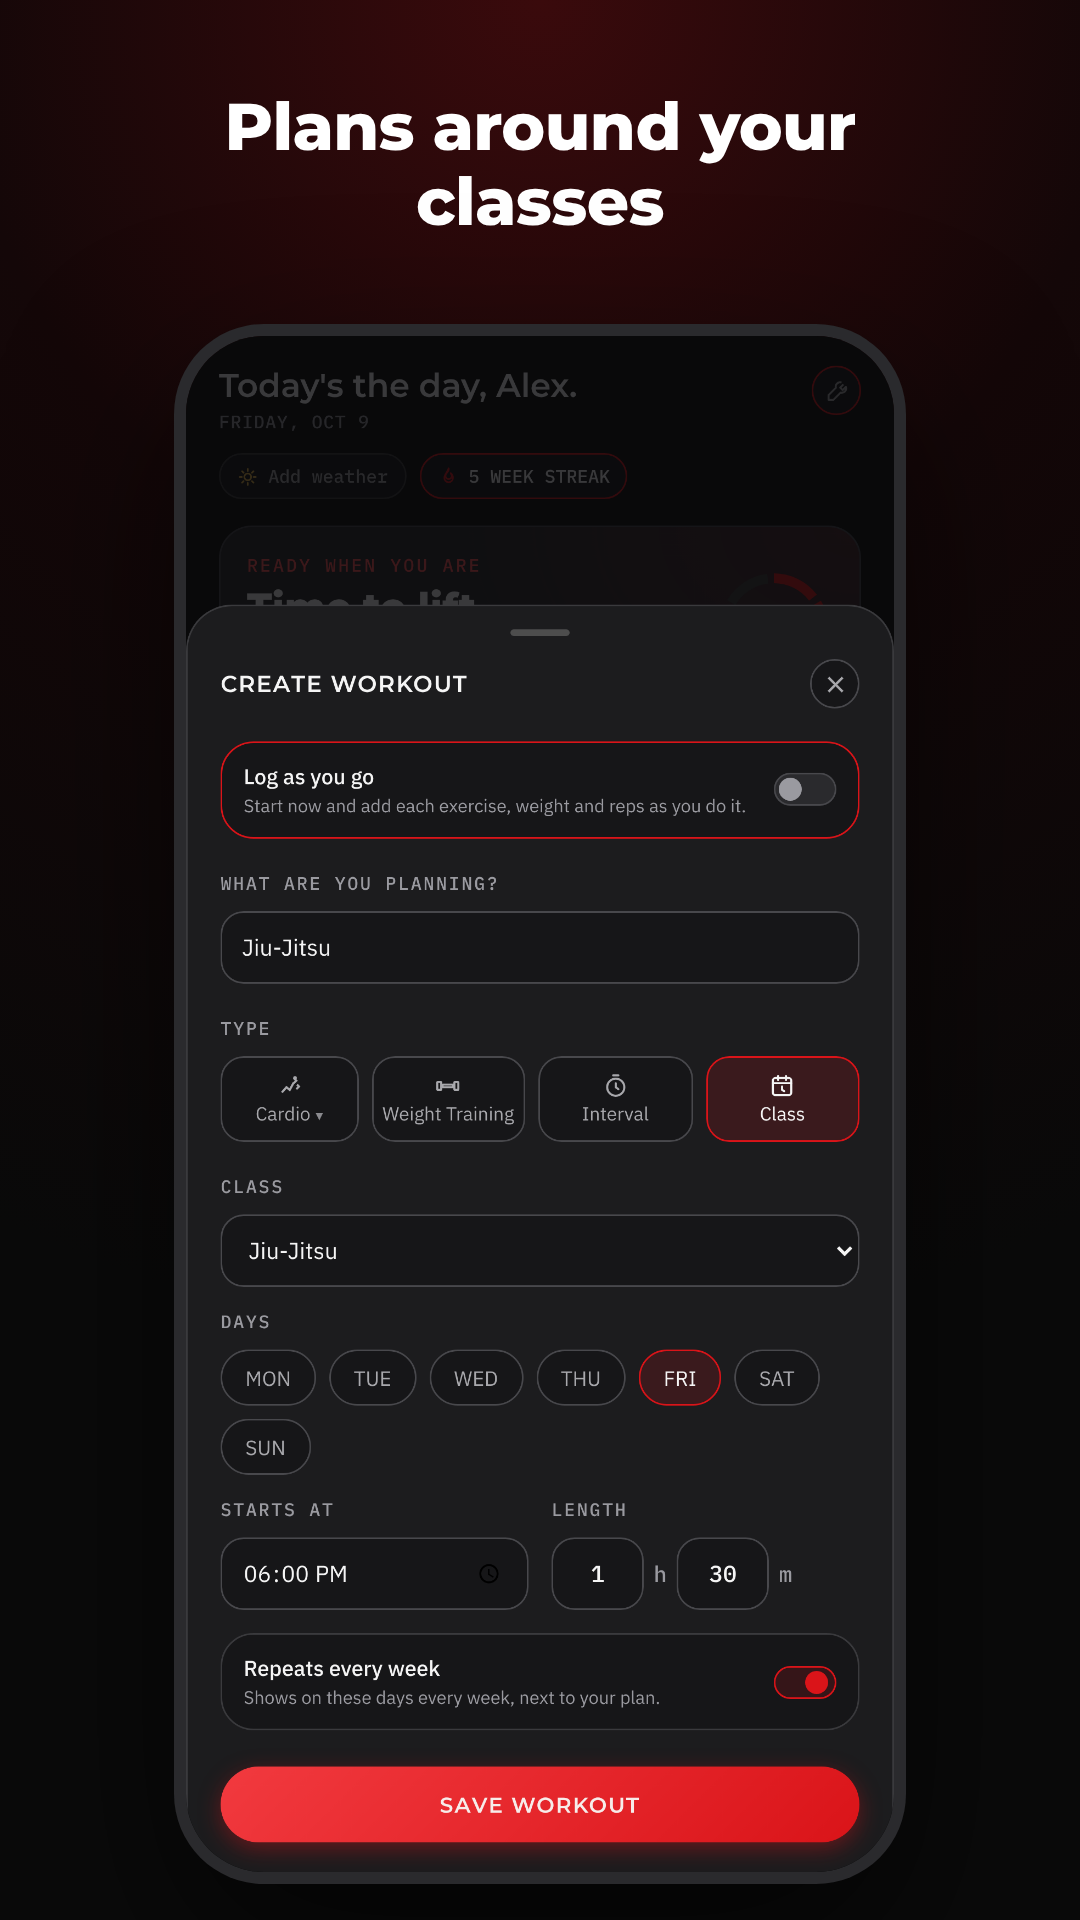 Plans around your
classes
Today's the day, Alex.
FRIDAY, OCT 9
Add weather
5 WEEK STREAK
READY WHEN YOU ARE
Time to lift
CREATE WORKOUT
Log as you go
Start now and add each exercise, weight and reps as you do it.
WHAT ARE YOU PLANNING?
Jiu-Jitsu
TYPE
Cardio ▾
Weight Training
Interval
Class
CLASS
Jiu-Jitsu
DAYS
MON
TUE
WED
THU
FRI
SAT
SUN
STARTS AT
LENGTH
06:00 PM
1 h 30 m
Repeats every week
Shows on these days every week, next to your plan.
SAVE WORKOUT